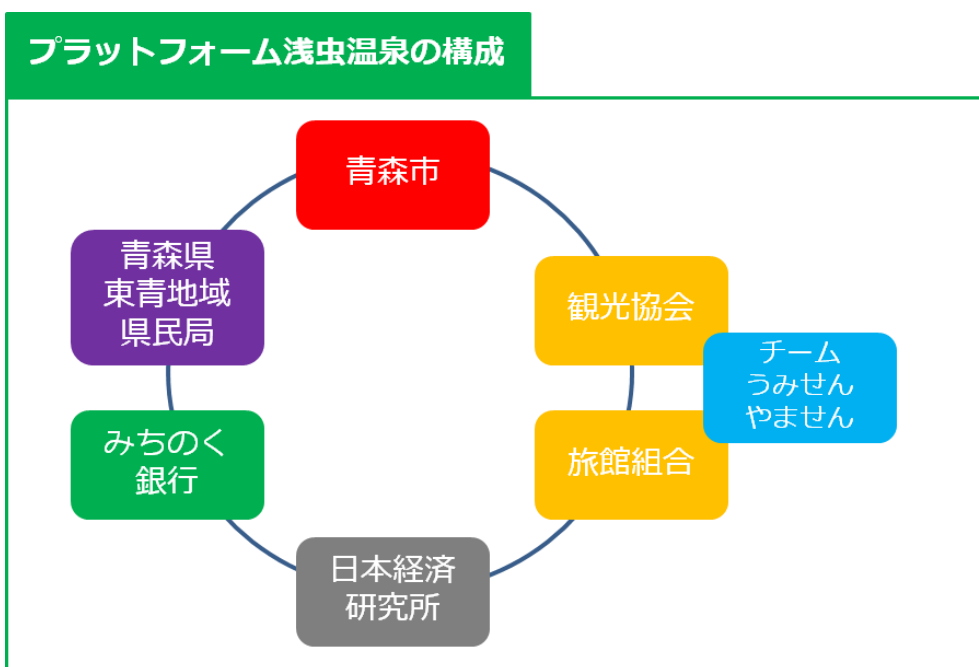 プラットフォーム浅虫温泉の構成
青森市
青森県
東青地域
県民局
観光協会
チーム
うみせん
やません
みちのく
銀行
旅館組合
日本経済
研究所